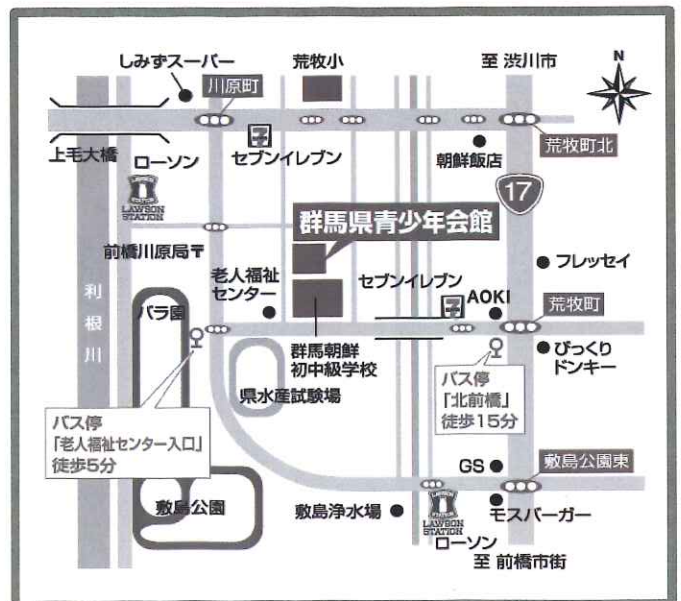 しみずスーパー
荒牧小
至 渋川市
N
川原町
上毛大橋
ローソン
LAWSON
STATION
セブンイレブン
朝鮮飯店
荒牧町北
17
群馬県青少年会館
前橋川原局〒
老人福祉
センター
セブンイレブン
AOKI
フレッセイ
荒牧町
利根川
バラ園
群馬朝鮮
初中級学校
びっくり
ドンキー
県水産試験場
バス停
「北前橋」
徒歩15分
バス停
「老人福祉センター入口」
徒歩5分
GS
敷島公園東
敷島公園
敷島浄水場
LAWSON
STATION
ローソン
モスバーガー
至 前橋市街